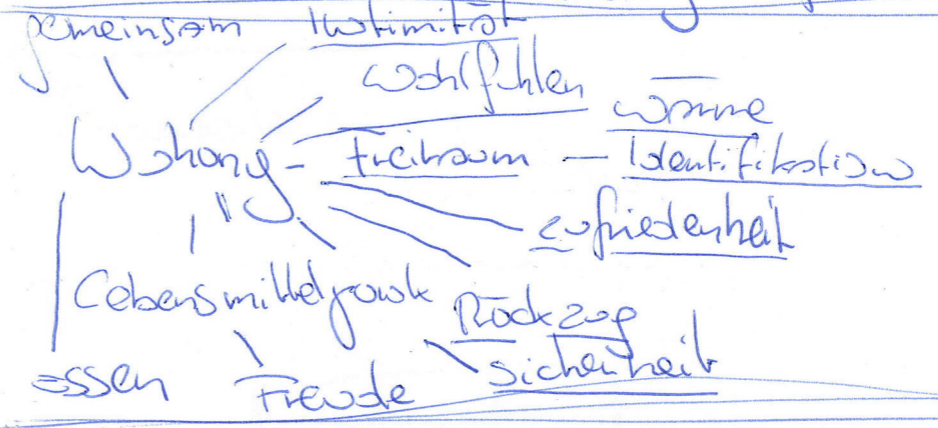 gemeinsam Intimität
Wohlfühlen
Wärme
Wohnung - Freiraum - Identifikation
Zufriedenheit
Lebensmittelpunkt
Rückzug
Sicherheit
essen Freude